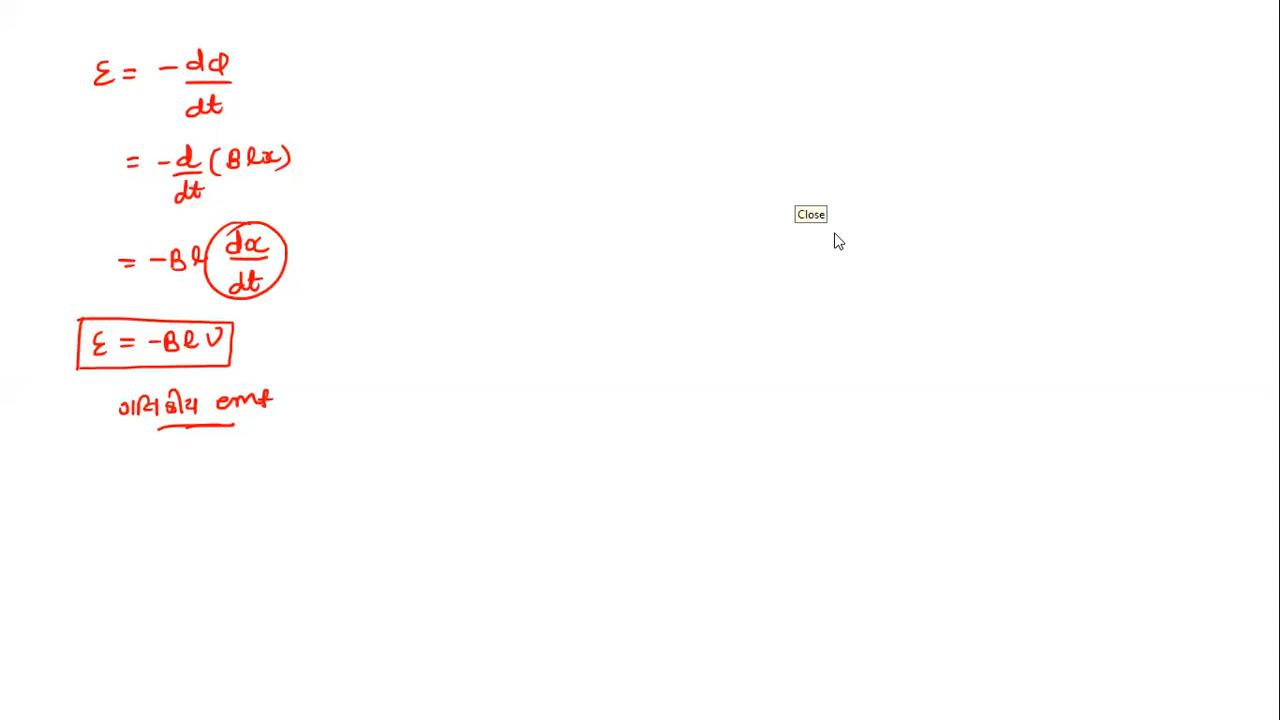 ε = - dφ/dt
= - d/dt (Blx)
= - Bl dx/dt
ε = - Blv
ગતિકીય emf
Close